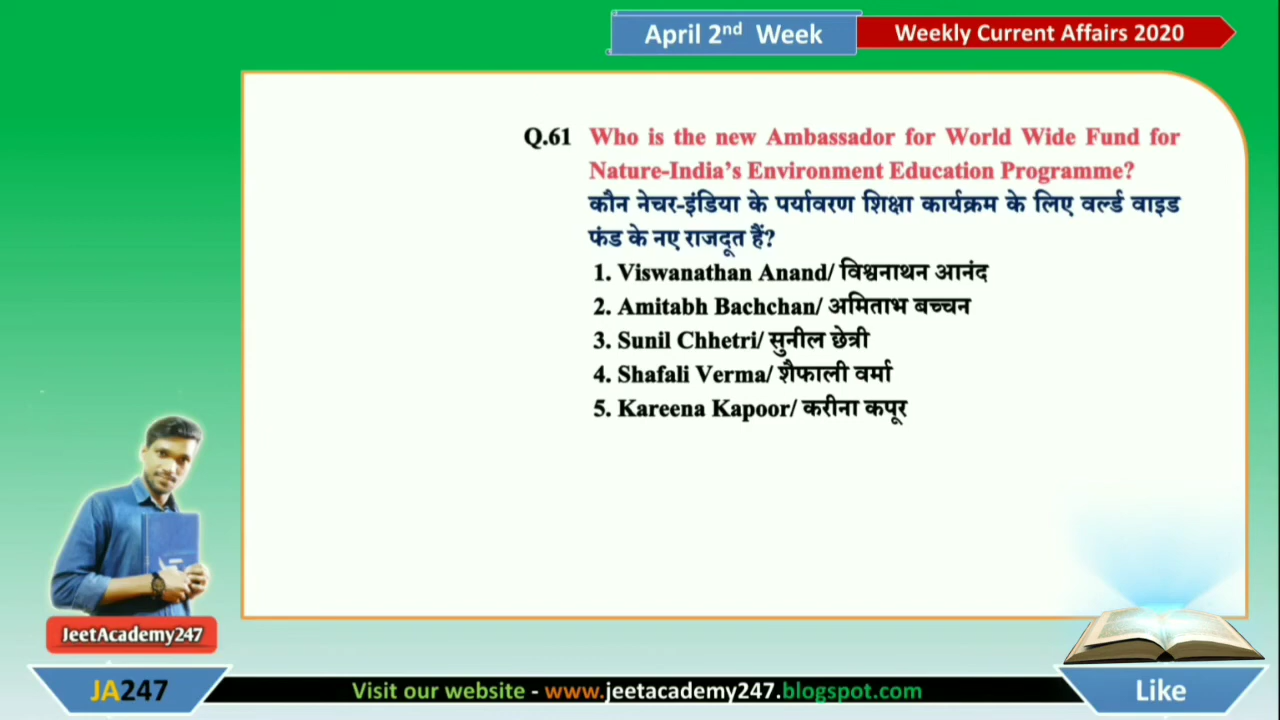 April 2nd Week
Weekly Current Affairs 2020
Q.61 Who is the new Ambassador for World Wide Fund for
Nature-India's Environment Education Programme?
कौन नेचर-इंडिया के पर्यावरण शिक्षा कार्यक्रम के लिए वर्ल्ड वाइड
फंड के नए राजदूत हैं?
1. Viswanathan Anand/ विश्वनाथन आनंद
2. Amitabh Bachchan/ अमिताभ बच्चन
3. Sunil Chhetri/ सुनील छेत्री
4. Shafali Verma/ शैफाली वर्मा
5. Kareena Kapoor/ करीना कपूर
JeetAcademy247
JA247
Visit our website - www.jeetacademy247.blogspot.com
Like